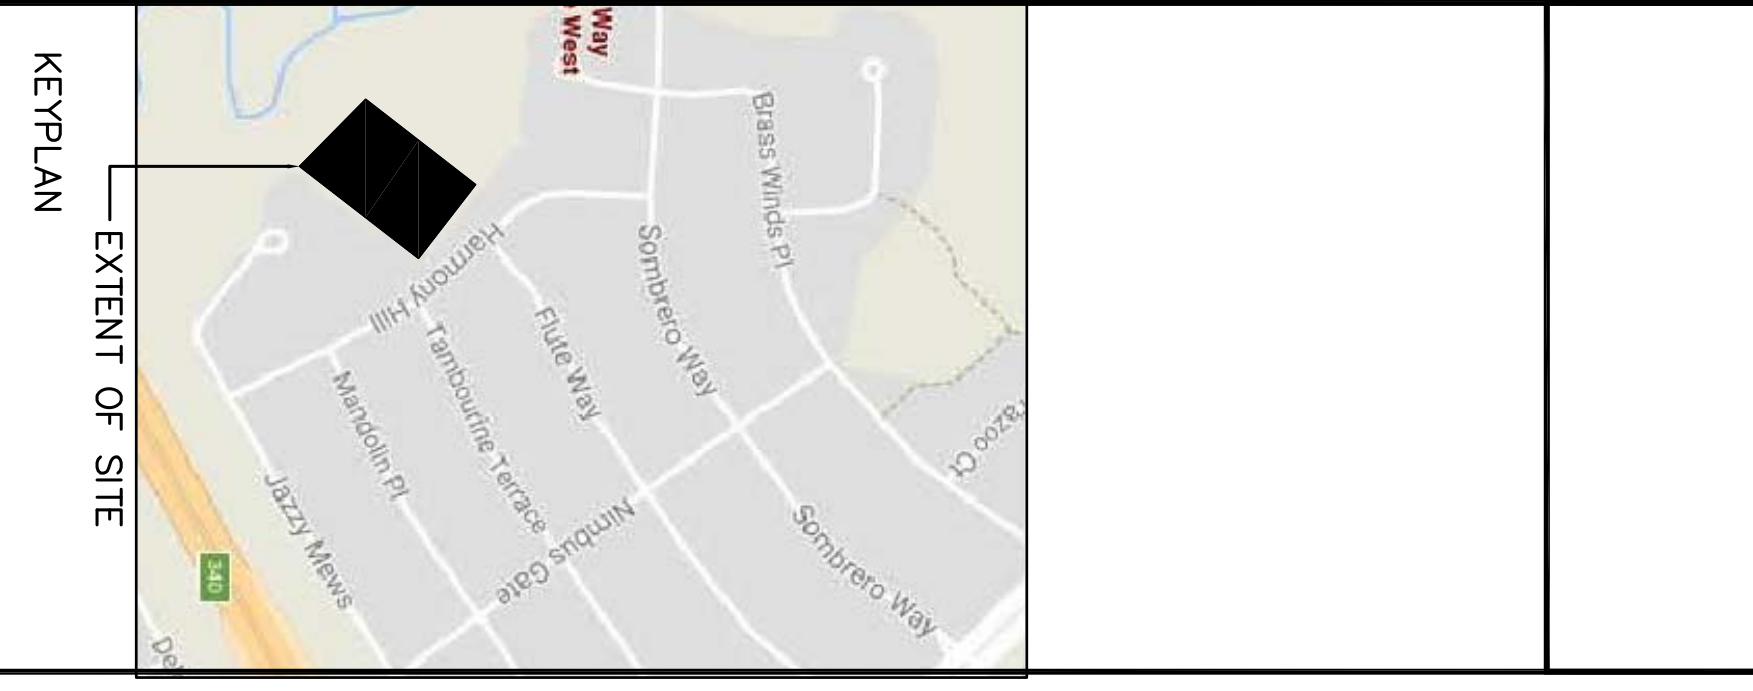 KEYPLAN
EXTENT OF SITE
Way
West
Brass Winds Pl
Harmony Hill
Sombrero Way
Flute Way
Tambourine Terrace
Mandolin Pl
Jazzy Mews
Nimbus Gate
Sombrero Way
340